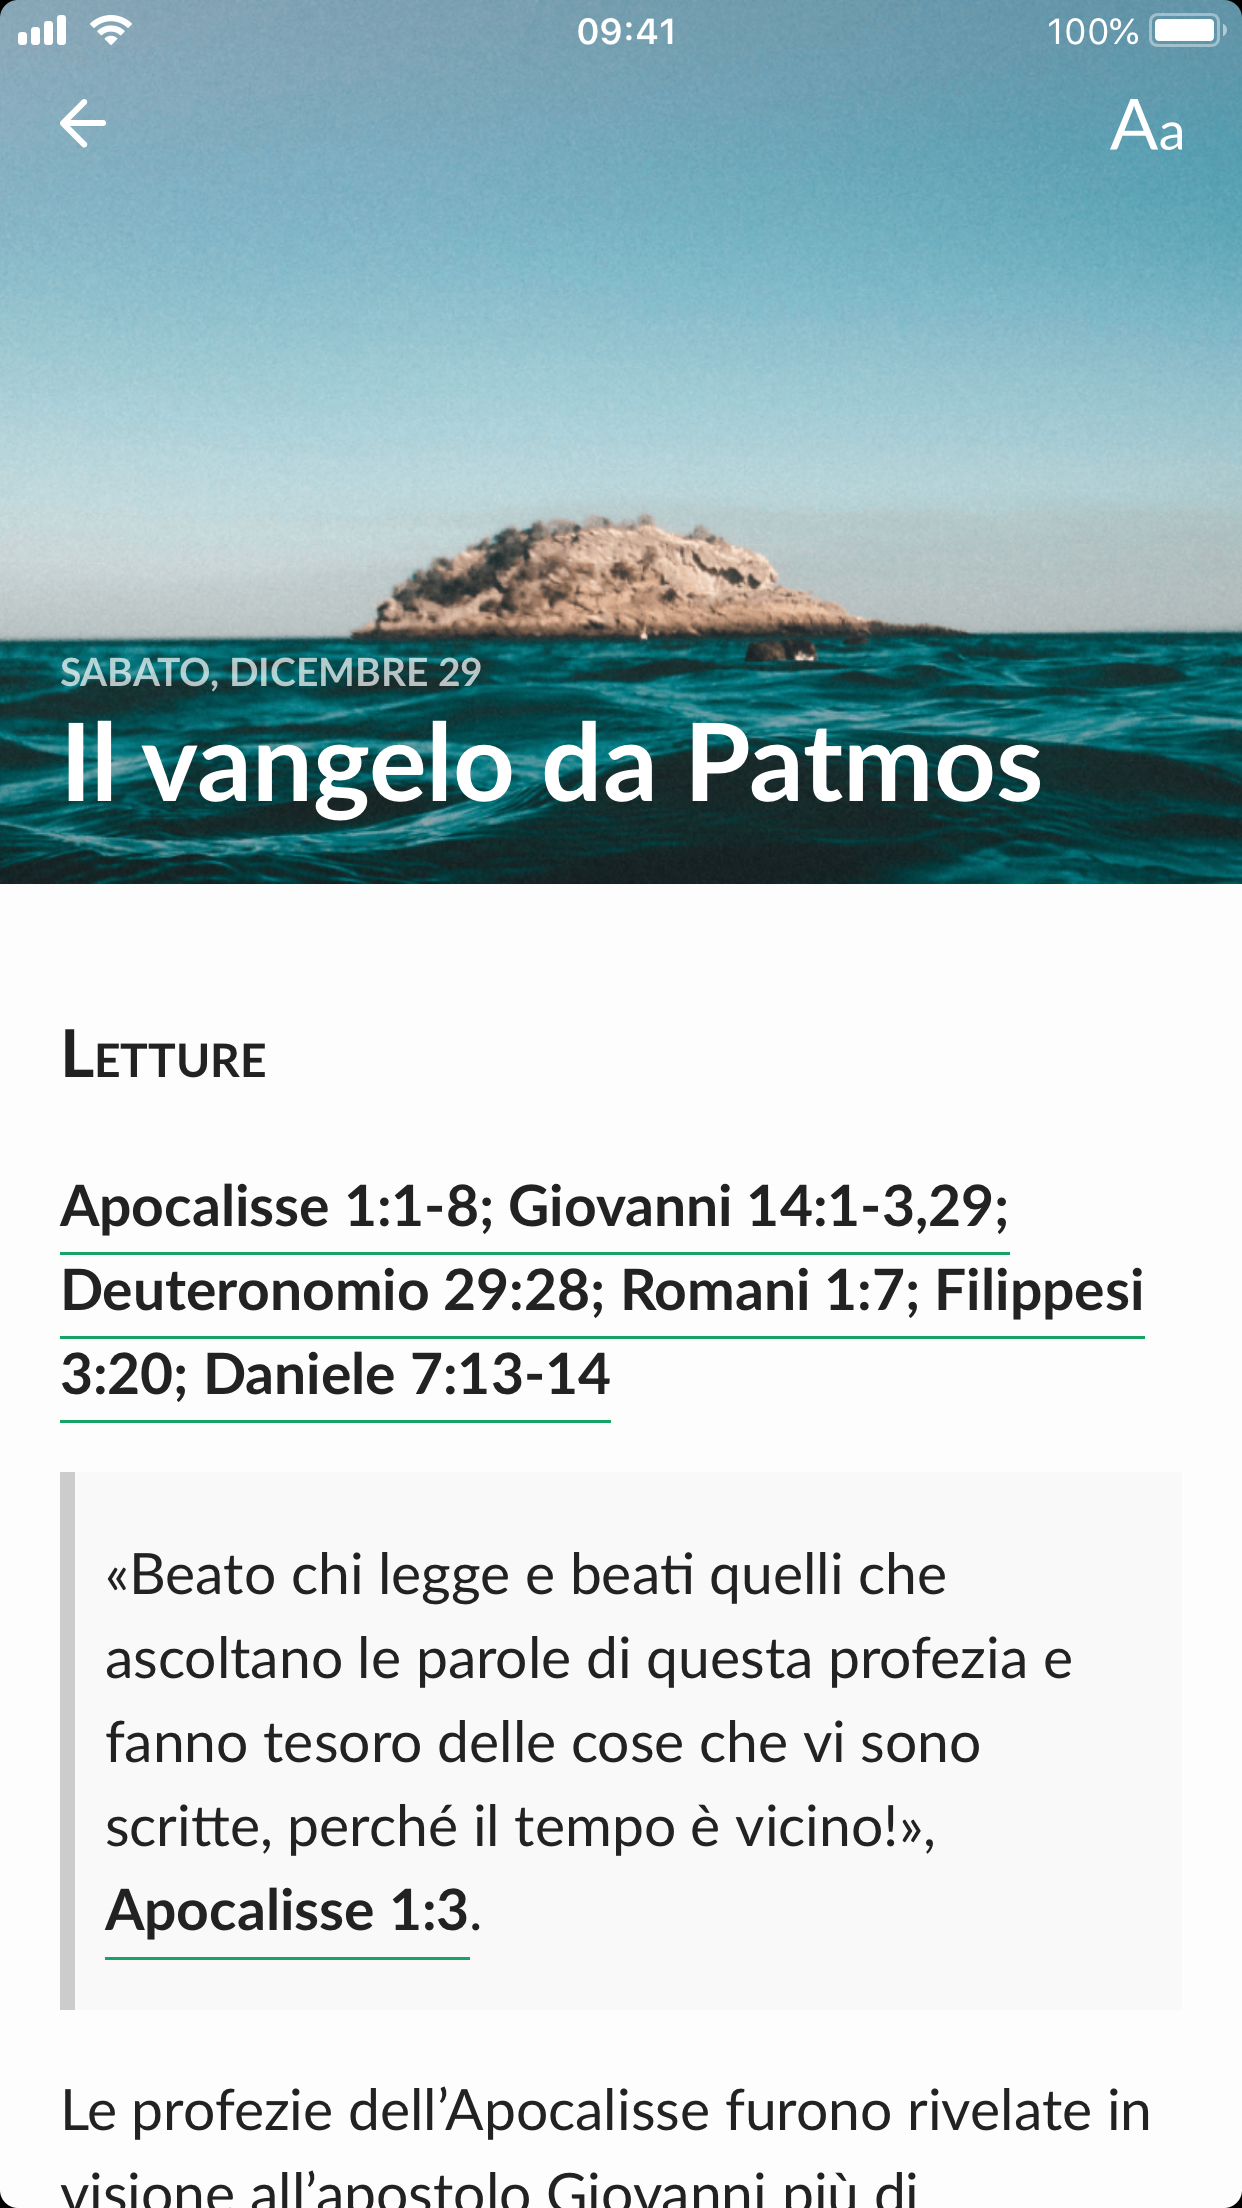 09:41
100%
Aa
SABATO, DICEMBRE 29
Il vangelo da Patmos
LETTURE
Apocalisse 1:1-8; Giovanni 14:1-3,29;
Deuteronomio 29:28; Romani 1:7; Filippesi
3:20; Daniele 7:13-14
«Beato chi legge e beati quelli che
ascoltano le parole di questa profezia e
fanno tesoro delle cose che vi sono
scritte, perché il tempo è vicino!»,
Apocalisse 1:3.
Le profezie dell’Apocalisse furono rivelate in
visione all’apostolo Giovanni più di